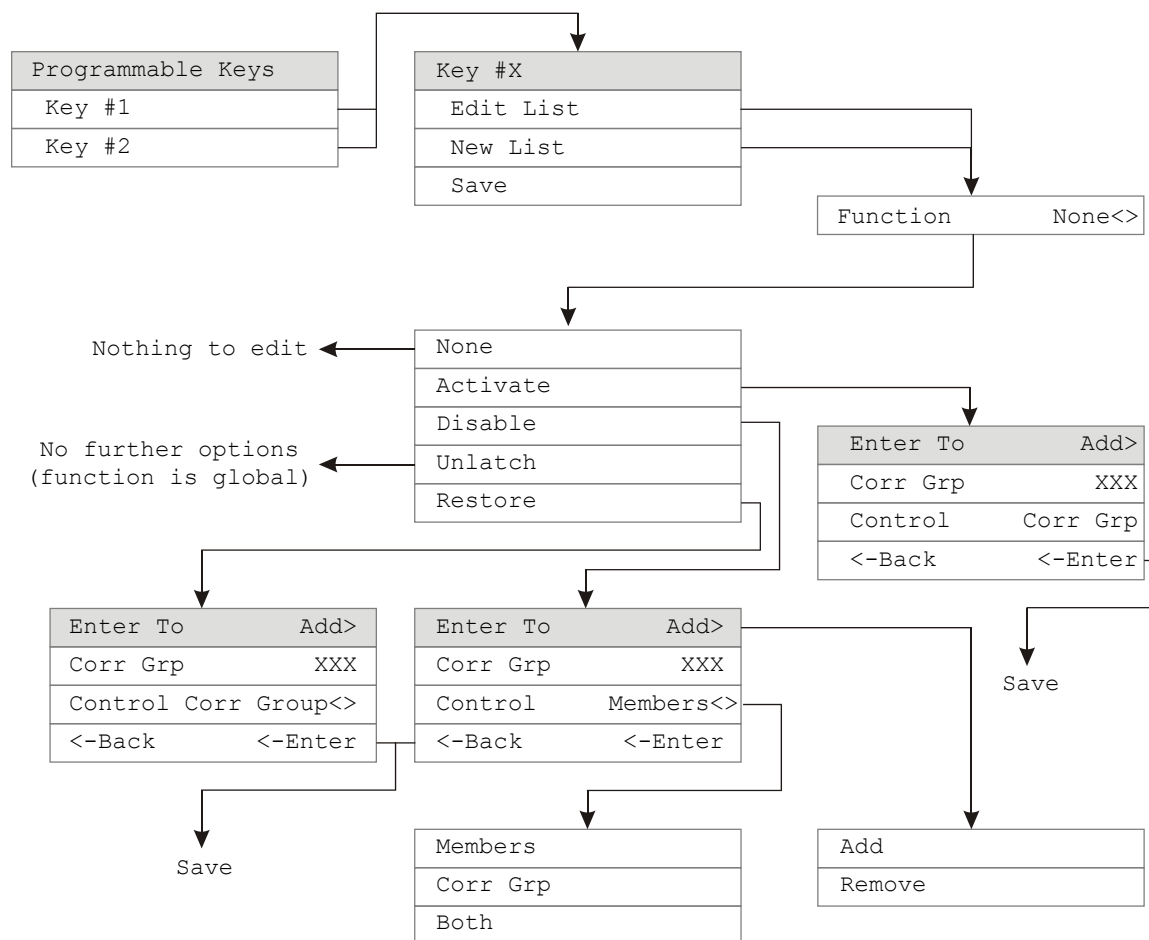 Programmable Keys
Key #1
Key #2
Key #X
Edit List
New List
Save
Function None<>
Nothing to edit
No further options
(function is global)
None
Activate
Disable
Unlatch
Restore
Enter To Add>
Corr Grp XXX
Control Corr Grp
<-Back <-Enter
Save
Enter To Add>
Corr Grp XXX
Control Corr Group<>
<-Back <-Enter
Save
Enter To Add>
Corr Grp XXX
Control Members<>
<-Back <-Enter
Members
Corr Grp
Both
Add
Remove